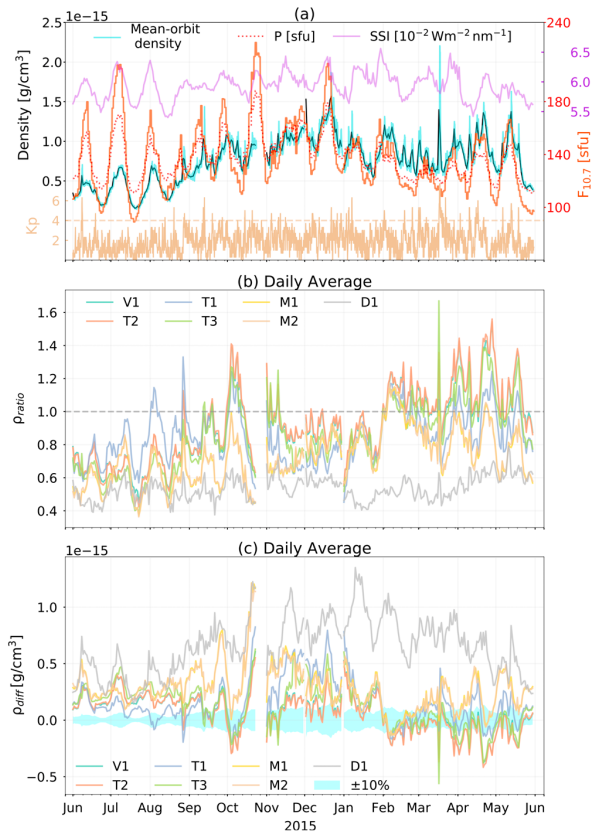 (a)
1e−15
Mean-orbit density
P [sfu]
SSI [10⁻² Wm⁻² nm⁻¹]
2.5
2.0
1.5
1.0
0.5
Density [g/cm³]
6
4
2
Kp
240
180
140
100
F₁₀.₇ [sfu]
6.5
6.0
5.5
(b) Daily Average
V1 T1 M1 D1
T2 T3 M2
1.6
1.4
1.2
1.0
0.8
0.6
0.4
ρratio
1e−15
(c) Daily Average
1.0
0.5
0.0
−0.5
ρdiff [g/cm³]
V1 T1 M1 D1
T2 T3 M2 ±10%
Jun Jul Aug Sep Oct Nov Dec Jan Feb Mar Apr May Jun
2015